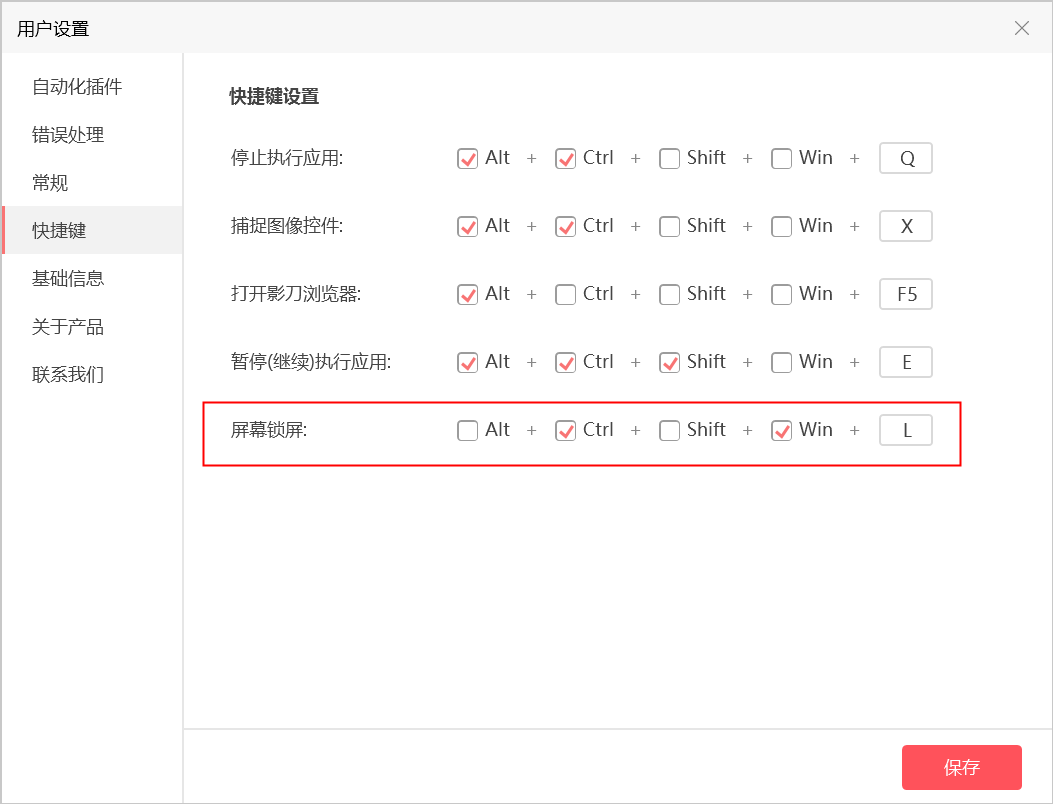 用户设置
自动化插件
错误处理
常规
快捷键
基础信息
关于产品
联系我们
快捷键设置
停止执行应用: Alt + Ctrl + Shift + Win + Q
捕捉图像控件: Alt + Ctrl + Shift + Win + X
打开影刀浏览器: Alt + Ctrl + Shift + Win + F5
暂停(继续)执行应用: Alt + Ctrl + Shift + Win + E
屏幕锁屏: Alt + Ctrl + Shift + Win + L
保存